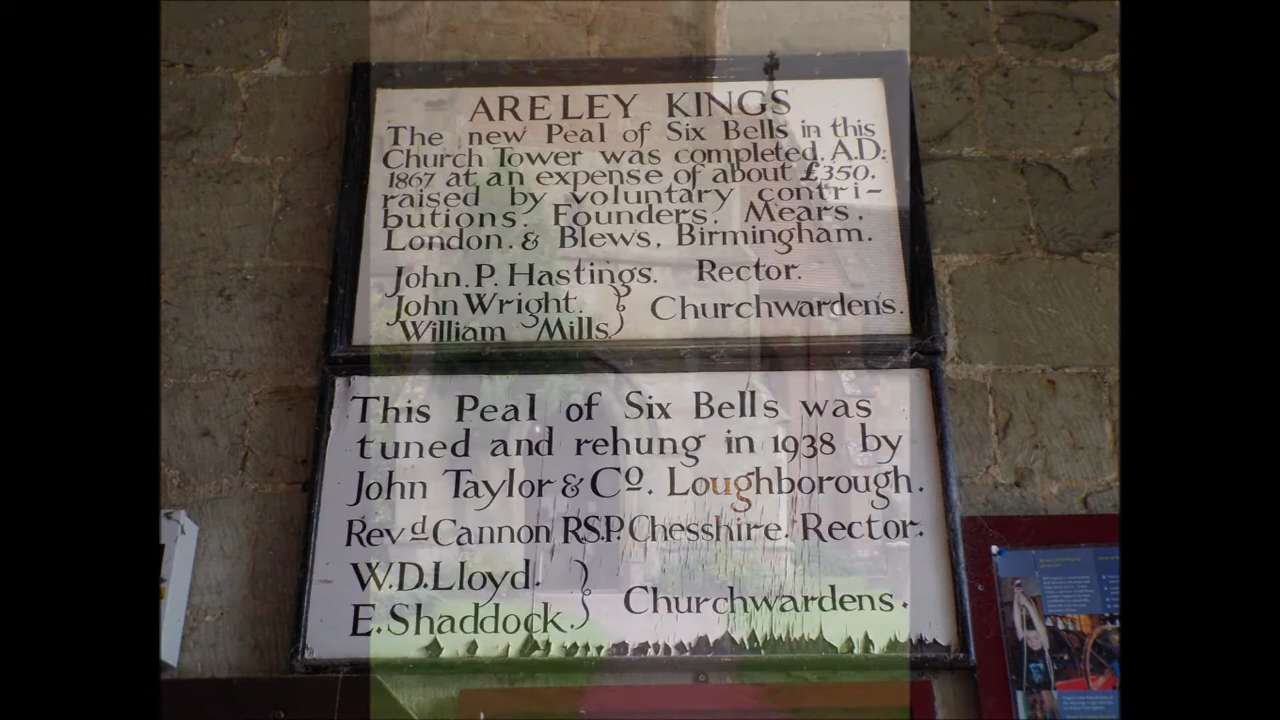 ARELEY KINGS
The new Peal of Six Bells in this
Church Tower was completed. A.D:
1867 at an expense of about £350.
raised by voluntary contri-
butions. Founders. Mears.
London. & Blews. Birmingham.
John. P. Hastings. Rector.
John Wright. } Churchwardens.
William Mills.
This Peal of Six Bells was
tuned and rehung in 1938 by
John Taylor & Cº. Loughborough.
Revᵈ Cannon R.S.P. Chesshire. Rector.
W.D. Lloyd. } Churchwardens.
E. Shaddock.